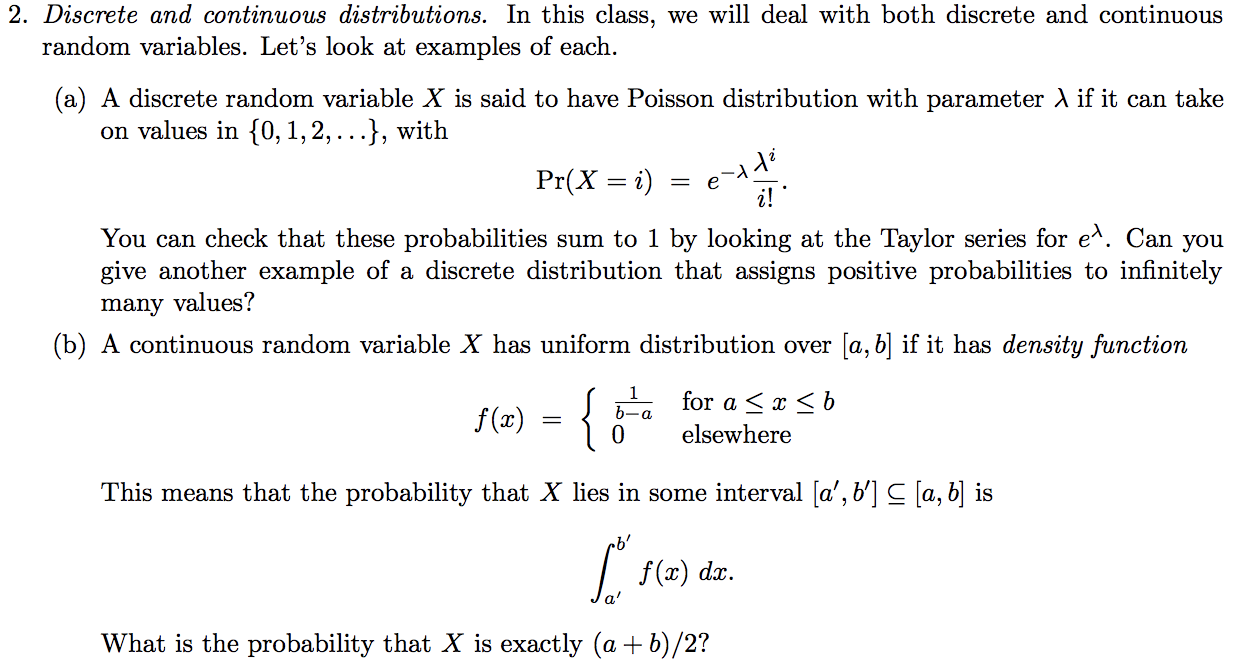 2. Discrete and continuous distributions. In this class, we will deal with both discrete and continuous
random variables. Let's look at examples of each.
(a) A discrete random variable X is said to have Poisson distribution with parameter λ if it can take
on values in {0, 1, 2, . . .}, with
Pr(X = i) = e^{−λ} \frac{λ^i}{i!}.
You can check that these probabilities sum to 1 by looking at the Taylor series for e^λ. Can you
give another example of a discrete distribution that assigns positive probabilities to infinitely
many values?
(b) A continuous random variable X has uniform distribution over [a, b] if it has density function
f(x) = { \frac{1}{b−a} for a ≤ x ≤ b
0 elsewhere
This means that the probability that X lies in some interval [a′, b′] ⊆ [a, b] is
∫_{a′}^{b′} f(x) dx.
What is the probability that X is exactly (a + b)/2?